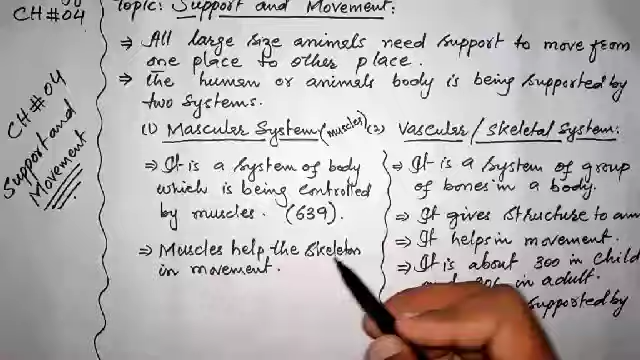 CH#04
Topic: Support and Movement:
⇒ All large size animals need support to move from
one place to other place.
⇒ The human or animals body is being supported by
two systems.
CH#04
Support and
Movement
(1) Mascular System (muscles) (2) Vascular/Skeletal System:
⇒ It is a system of body
which is being controlled
by muscles. (639).
⇒ Muscles help the skeleton
in movement.
⇒ It is a system of group
of bones in a body.
⇒ It gives structure to
⇒ It helps in movement.
⇒ It is about 300 in Child
in adult.
supported by